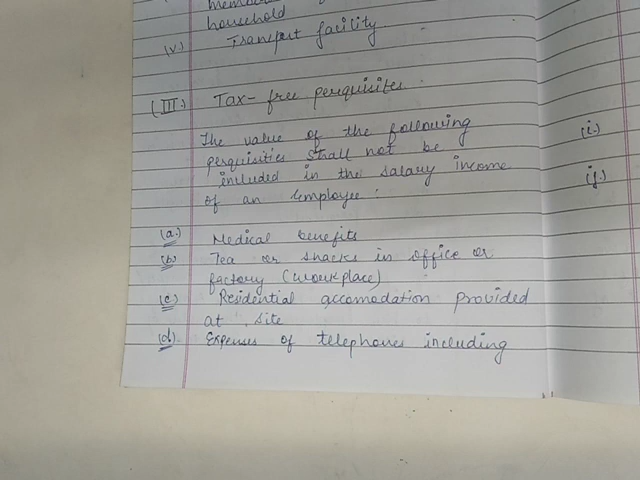 household
(v) Transport facility
(III.) Tax-free perquisites.
The value of the following
perquisities shall not be
included in the salary income
of an Employee :
(a.) Medical benefits
(b.) Tea or snacks in office or
factory (workplace)
(c) Residential accomodation provided
at site
(d). Expenses of telephones including
(i.)
(j.)